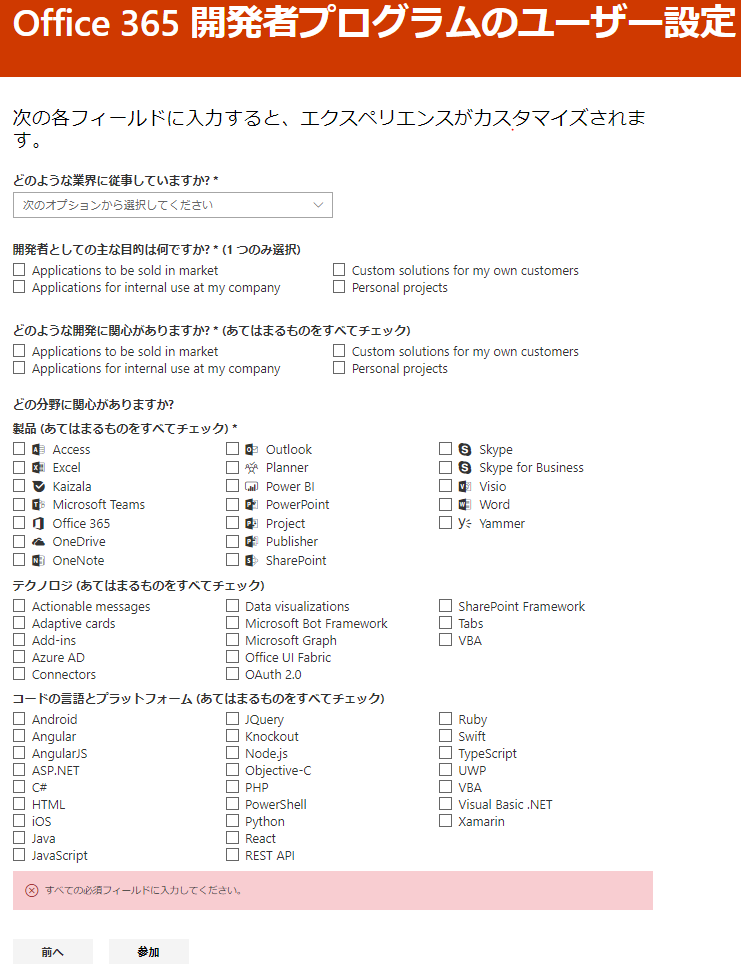 Office 365 開発者プログラムのユーザー設定
次の各フィールドに入力すると、エクスペリエンスがカスタマイズされま
す。
どのような業界に従事していますか? *
次のオプションから選択してください
開発者としての主な目的は何ですか? * (1 つのみ選択)
Applications to be sold in market Custom solutions for my own customers
Applications for internal use at my company Personal projects
どのような開発に関心がありますか? * (あてはまるものをすべてチェック)
Applications to be sold in market Custom solutions for my own customers
Applications for internal use at my company Personal projects
どの分野に関心がありますか?
製品 (あてはまるものをすべてチェック) *
Access Outlook Skype
Excel Planner Skype for Business
Kaizala Power BI Visio
Microsoft Teams PowerPoint Word
Office 365 Project Yammer
OneDrive Publisher
OneNote SharePoint
テクノロジ (あてはまるものをすべてチェック)
Actionable messages Data visualizations SharePoint Framework
Adaptive cards Microsoft Bot Framework Tabs
Add-ins Microsoft Graph VBA
Azure AD Office UI Fabric
Connectors OAuth 2.0
コードの言語とプラットフォーム (あてはまるものをすべてチェック)
Android JQuery Ruby
Angular Knockout Swift
AngularJS Node.js TypeScript
ASP.NET Objective-C UWP
C# PHP VBA
HTML PowerShell Visual Basic .NET
iOS Python Xamarin
Java React
JavaScript REST API
すべての必須フィールドに入力してください。
前へ 参加